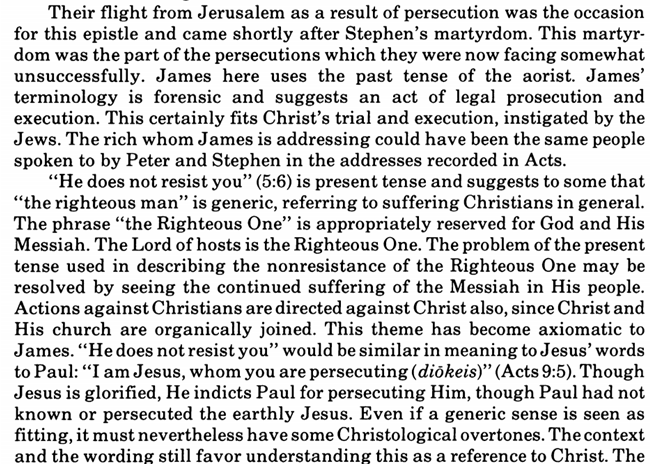 Their flight from Jerusalem as a result of persecution was the occasion
for this epistle and came shortly after Stephen's martyrdom. This martyr-
dom was the part of the persecutions which they were now facing somewhat
unsuccessfully. James here uses the past tense of the aorist. James'
terminology is forensic and suggests an act of legal prosecution and
execution. This certainly fits Christ's trial and execution, instigated by the
Jews. The rich whom James is addressing could have been the same people
spoken to by Peter and Stephen in the addresses recorded in Acts.
"He does not resist you" (5:6) is present tense and suggests to some that
"the righteous man" is generic, referring to suffering Christians in general.
The phrase "the Righteous One" is appropriately reserved for God and His
Messiah. The Lord of hosts is the Righteous One. The problem of the present
tense used in describing the nonresistance of the Righteous One may be
resolved by seeing the continued suffering of the Messiah in His people.
Actions against Christians are directed against Christ also, since Christ and
His church are organically joined. This theme has become axiomatic to
James. "He does not resist you" would be similar in meaning to Jesus' words
to Paul: "I am Jesus, whom you are persecuting (diōkeis)" (Acts 9:5). Though
Jesus is glorified, He indicts Paul for persecuting Him, though Paul had not
known or persecuted the earthly Jesus. Even if a generic sense is seen as
fitting, it must nevertheless have some Christological overtones. The context
and the wording still favor understanding this as a reference to Christ. The